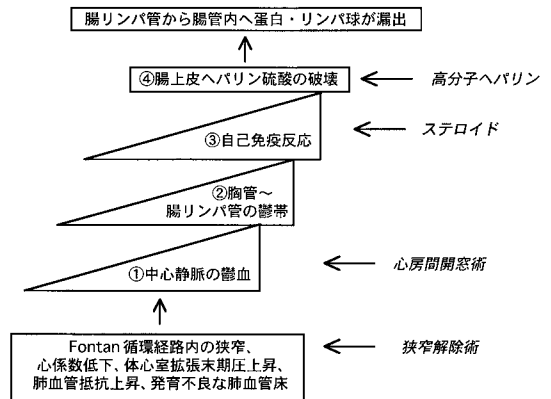 腸リンパ管から腸管内へ蛋白・リンパ球が漏出
④腸上皮ヘパリン硫酸の破壊
高分子ヘパリン
③自己免疫反応
ステロイド
②胸管〜
腸リンパ管の鬱帯
①中心静脈の鬱血
心房間開窓術
Fontan 循環経路内の狭窄、
心係数低下、体心室拡張末期圧上昇、
肺血管抵抗上昇、発育不良な肺血管床
狭窄解除術